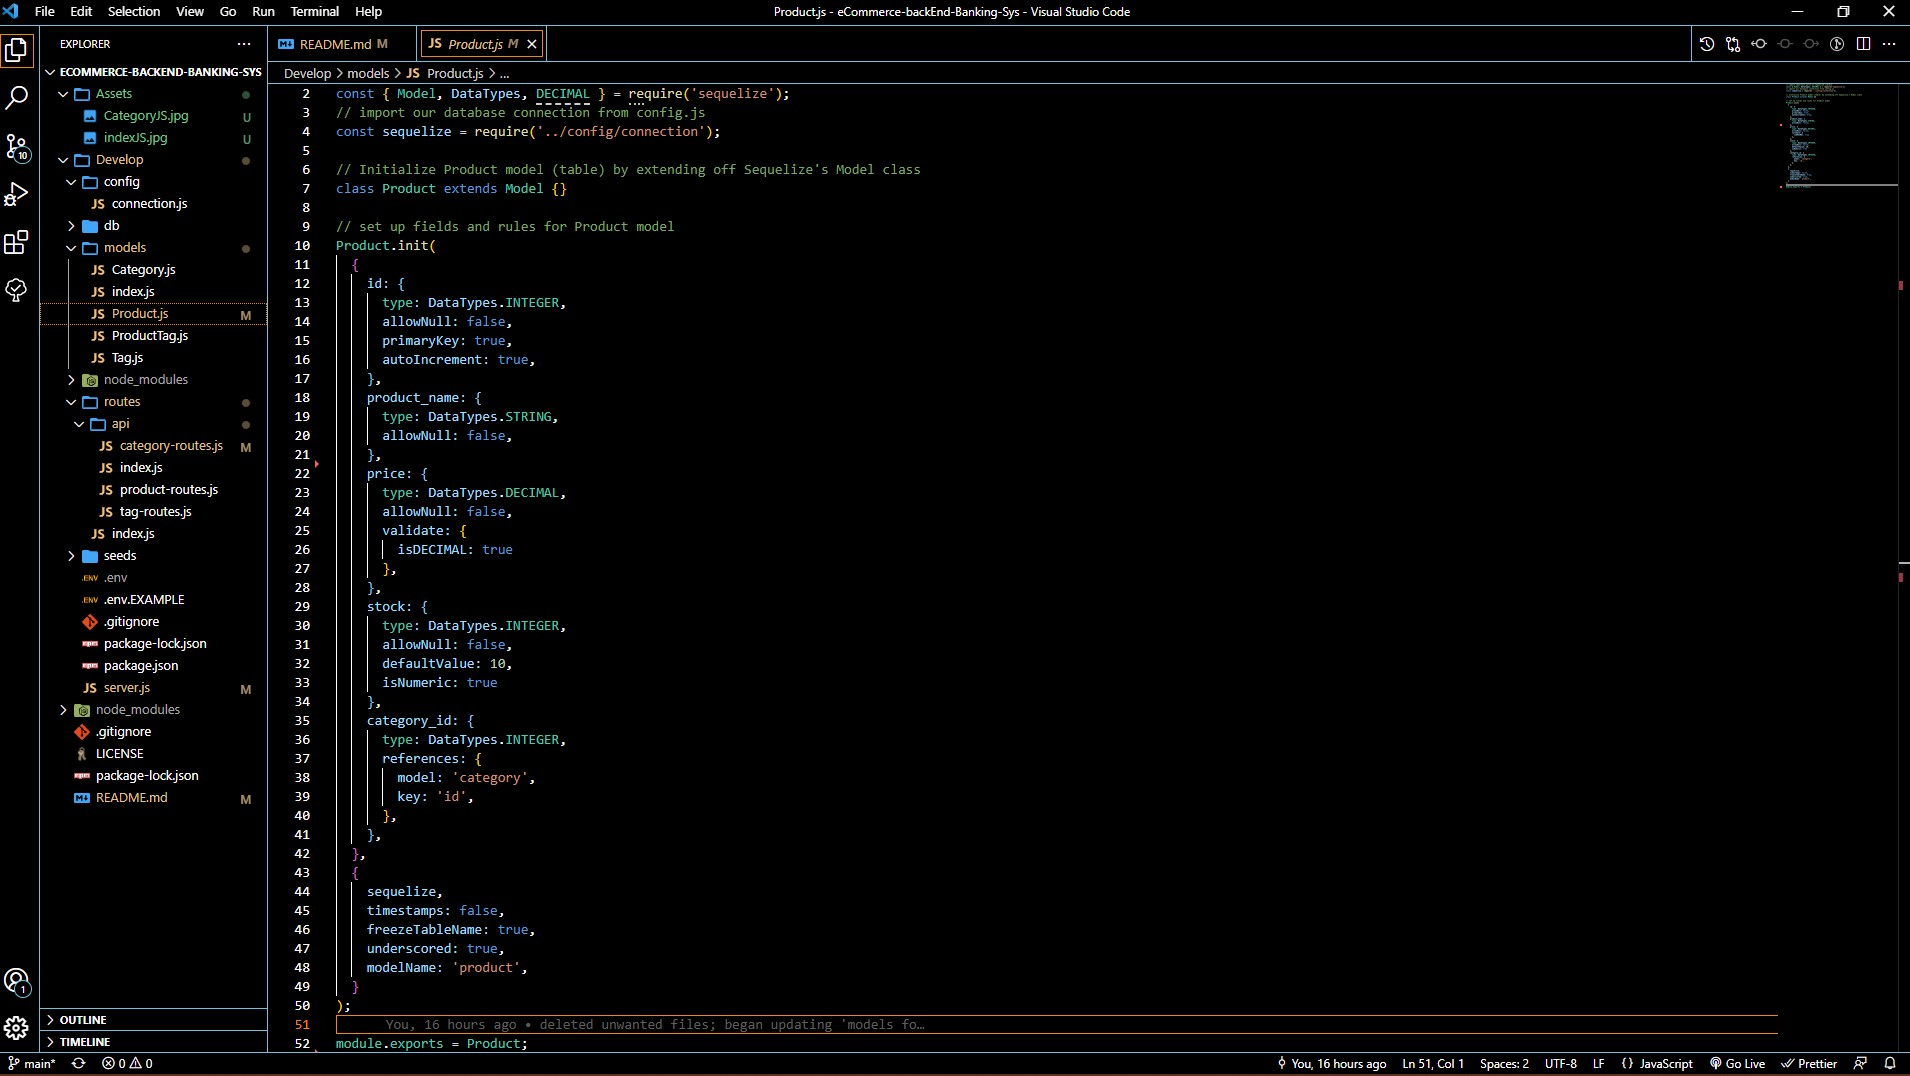 File Edit Selection View Go Run Terminal Help
Product.js - eCommerce-backEnd-Banking-Sys - Visual Studio Code
EXPLORER
ECOMMERCE-BACKEND-BANKING-SYS
Assets
CategoryJS.jpg U
indexJS.jpg U
Develop
config
JS connection.js
db
models
JS Category.js
JS index.js
JS Product.js M
JS ProductTag.js
JS Tag.js
node_modules
routes
api
JS category-routes.js M
JS index.js
JS product-routes.js
JS tag-routes.js
JS index.js
seeds
.ENV .env
.ENV .env.EXAMPLE
.gitignore
package-lock.json
package.json
JS server.js M
node_modules
.gitignore
LICENSE
package-lock.json
README.md M
OUTLINE
TIMELINE
10
1
README.md M
JS Product.js M
Develop > models > JS Product.js > ...
2 const { Model, DataTypes, DECIMAL } = require('sequelize');
3 // import our database connection from config.js
4 const sequelize = require('../config/connection');
5
6 // Initialize Product model (table) by extending off Sequelize's Model class
7 class Product extends Model {}
8
9 // set up fields and rules for Product model
10 Product.init(
11 {
12 id: {
13 type: DataTypes.INTEGER,
14 allowNull: false,
15 primaryKey: true,
16 autoIncrement: true,
17 },
18 product_name: {
19 type: DataTypes.STRING,
20 allowNull: false,
21 },
22 price: {
23 type: DataTypes.DECIMAL,
24 allowNull: false,
25 validate: {
26 isDECIMAL: true
27 },
28 },
29 stock: {
30 type: DataTypes.INTEGER,
31 allowNull: false,
32 defaultValue: 10,
33 isNumeric: true
34 },
35 category_id: {
36 type: DataTypes.INTEGER,
37 references: {
38 model: 'category',
39 key: 'id',
40 },
41 },
42 },
43 {
44 sequelize,
45 timestamps: false,
46 freezeTableName: true,
47 underscored: true,
48 modelName: 'product',
49 }
50 );
51 You, 16 hours ago • deleted unwanted files; began updating 'models fo…
52 module.exports = Product;
main* 0 0
You, 16 hours ago Ln 51, Col 1 Spaces: 2 UTF-8 LF {} JavaScript Go Live Prettier